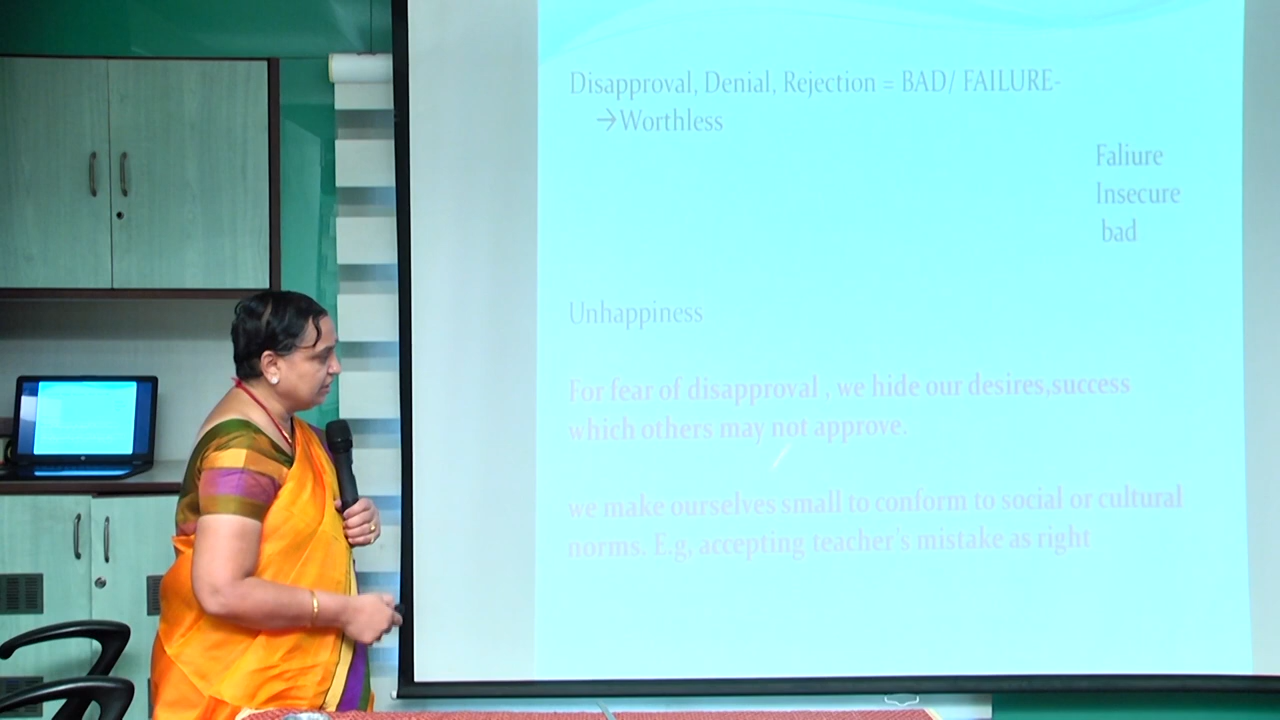 Disapproval, Denial, Rejection = BAD/ FAILURE-
→Worthless
Faliure
Insecure
bad
Unhappiness
For fear of disapproval , we hide our desires,success
which others may not approve.
we make ourselves small to conform to social or cultural
norms. E.g, accepting teacher's mistake as right